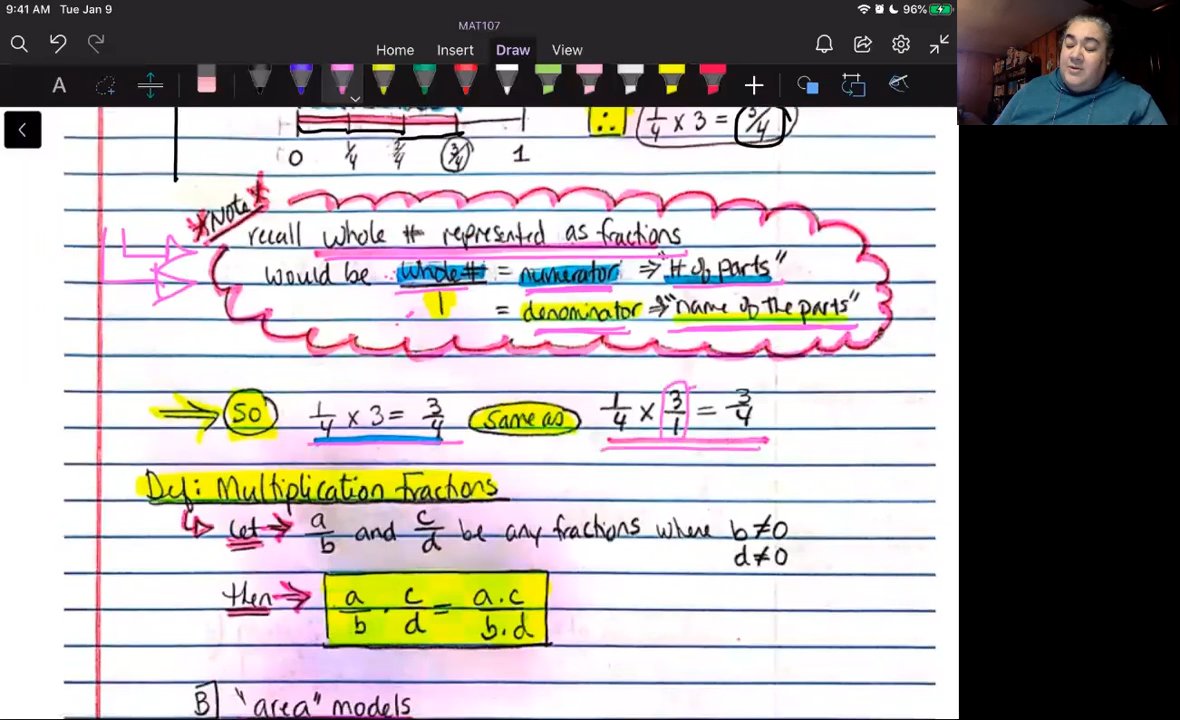 9:41 AM Tue Jan 9
96%
MAT107
Home Insert Draw View
A
0 1/4 2/4 3/4 1
∴ 1/4 x 3 = 3/4
*Note*
recall whole # represented as fractions
would be whole # = numerator ⇒ "# of parts"
1 = denominator ⇒ "name of the parts"
⇒ So 1/4 x 3 = 3/4 Same as 1/4 x 3/1 = 3/4
Def: Multiplication Fractions
↳ Let → a/b and c/d be any fractions where b≠0
d≠0
then → a/b · c/d = a.c/b.d
B "area" models